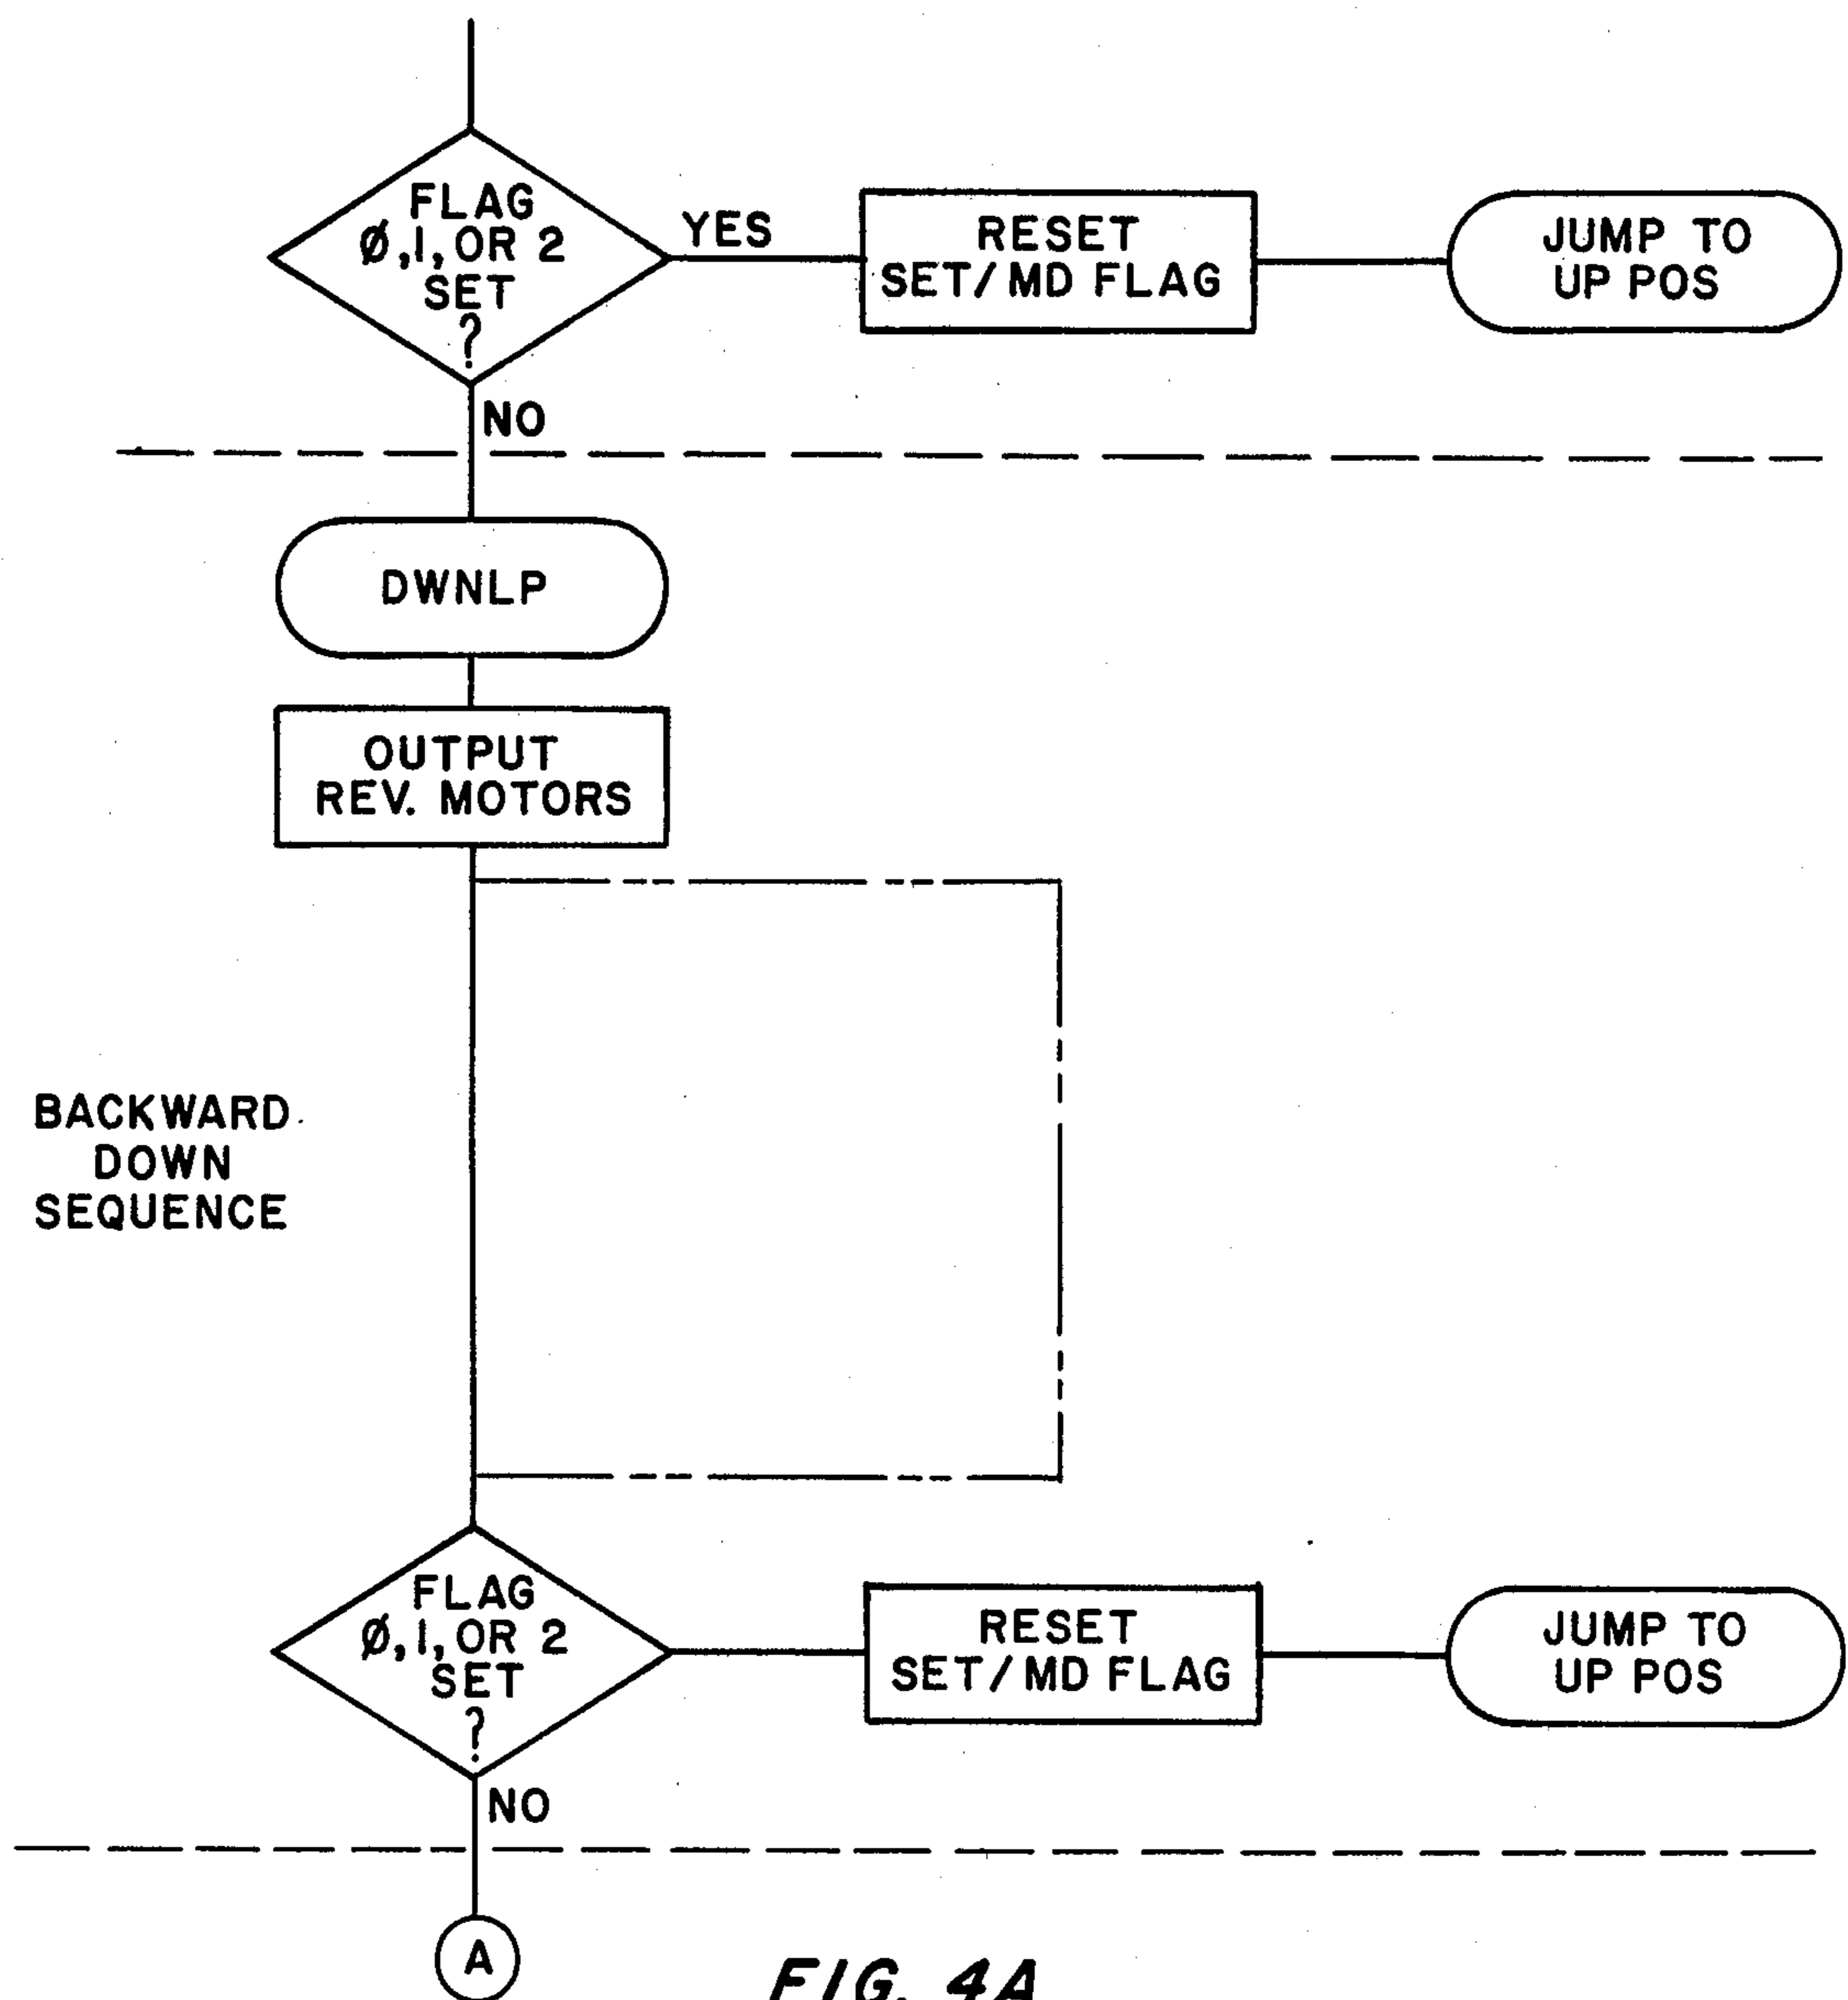 FLAG
Ø,1, OR 2
SET
?
YES
RESET
SET/MD FLAG
JUMP TO
UP POS
NO
DWNLP
OUTPUT
REV. MOTORS
BACKWARD
DOWN
SEQUENCE
FLAG
Ø,1, OR 2
SET
?
RESET
SET/MD FLAG
JUMP TO
UP POS
NO
A
FIG. 4A